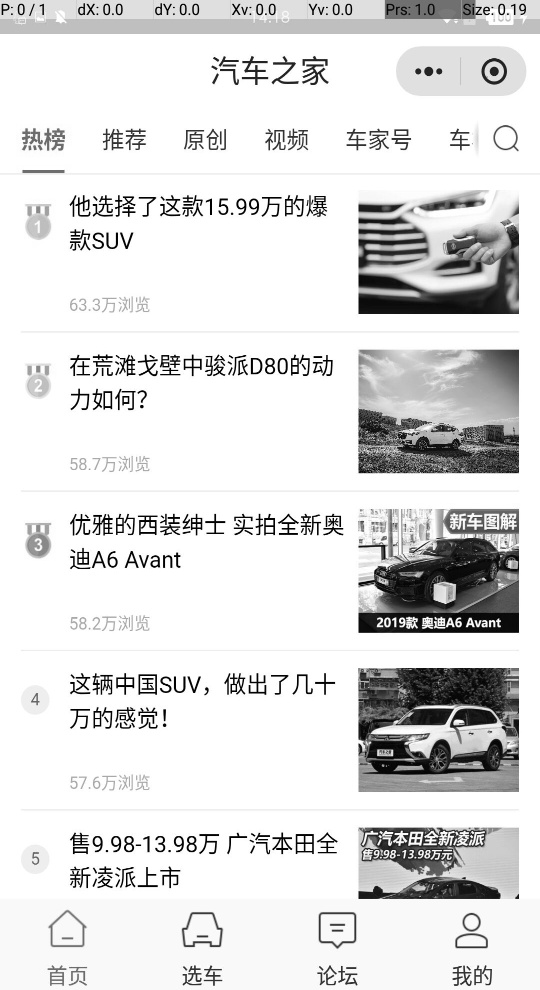 P: 0 / 1 dX: 0.0 dY: 0.0 Xv: 0.0 Yv: 0.0 Prs: 1.0 Size: 0.19
14:18
100
汽车之家
热榜 推荐 原创 视频 车家号 车
1
他选择了这款15.99万的爆
款SUV
63.3万浏览
2
在荒滩戈壁中骏派D80的动
力如何？
58.7万浏览
3
优雅的西装绅士 实拍全新奥
迪A6 Avant
58.2万浏览
新车图解
2019款 奥迪A6 Avant
4
这辆中国SUV，做出了几十
万的感觉！
57.6万浏览
5
售9.98-13.98万 广汽本田全
新凌派上市
广汽本田全新凌派
售9.98-13.98万元
首页 选车 论坛 我的